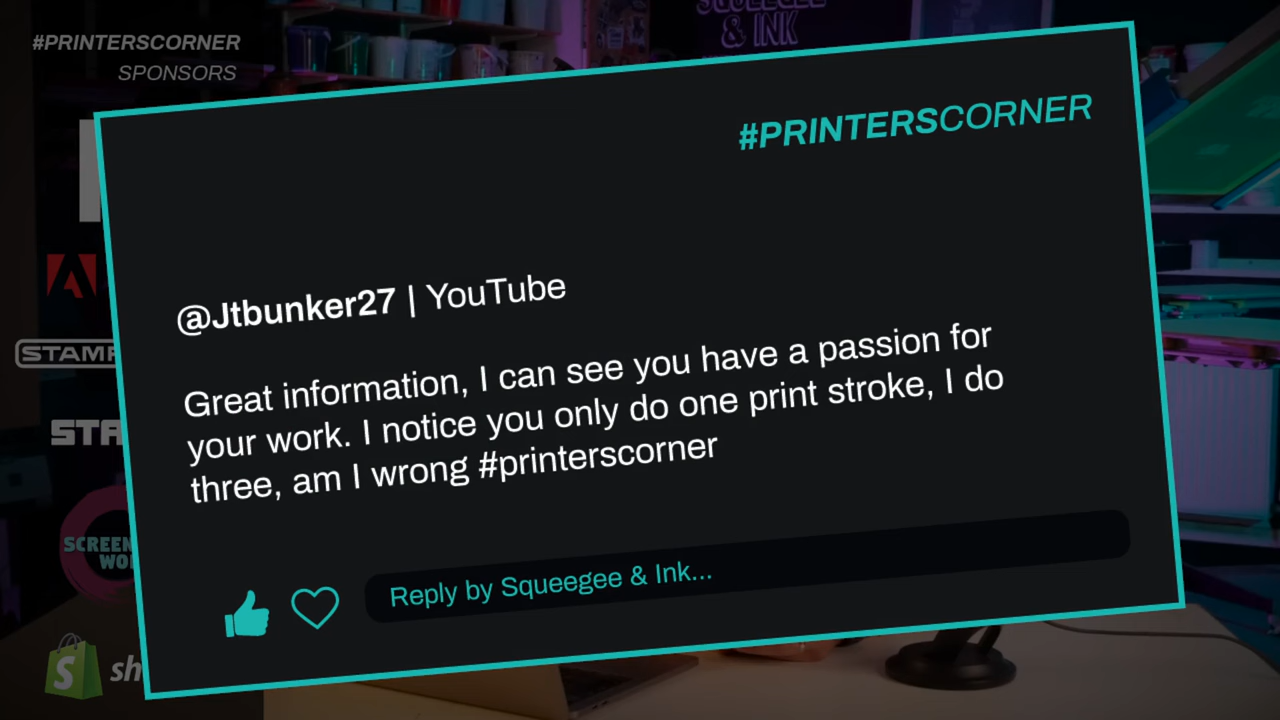 #PRINTERSCORNER
SPONSORS
SQUEEGEE
& INK
#PRINTERSCORNER
@Jtbunker27 | YouTube
Great information, I can see you have a passion for
your work. I notice you only do one print stroke, I do
three, am I wrong #printerscorner
Reply by Squeegee & Ink...